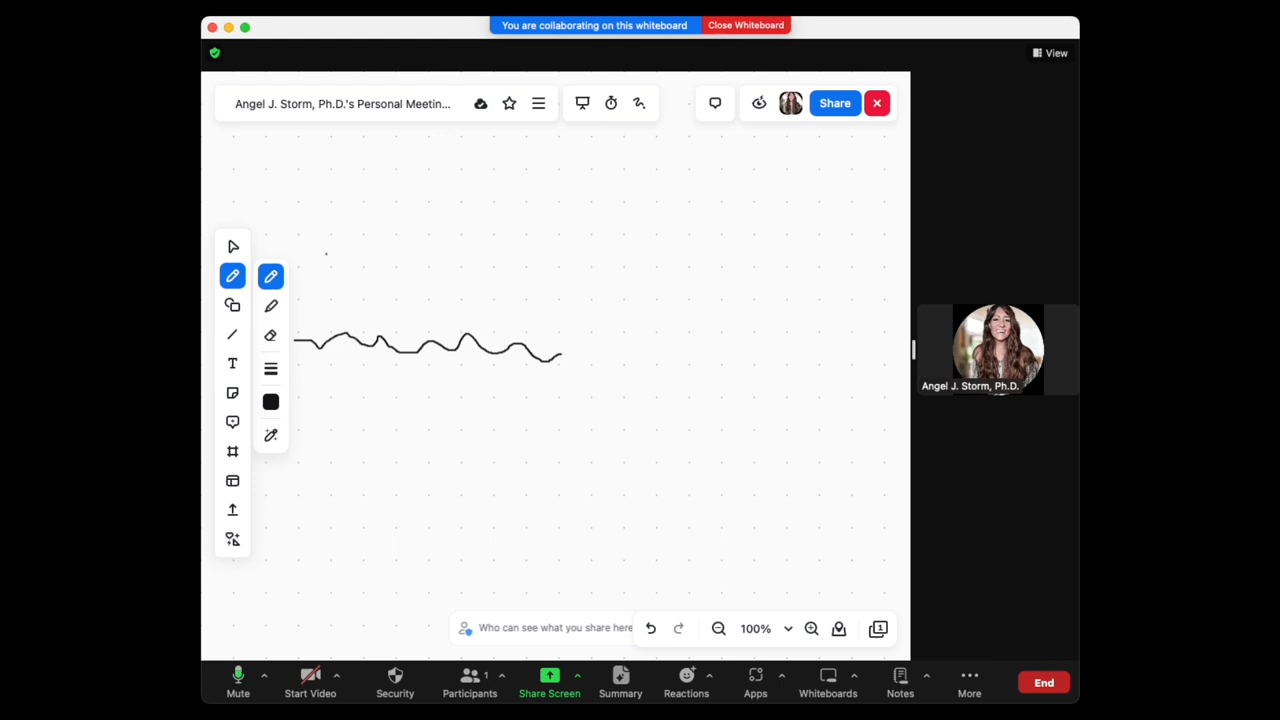 You are collaborating on this whiteboard Close Whiteboard
View
Angel J. Storm, Ph.D.'s Personal Meetin...
Share
T
Angel J. Storm, Ph.D.
Who can see what you share here
100%
1
1
Mute
Start Video
Security
Participants
Share Screen
Summary
Reactions
Apps
Whiteboards
Notes
More
End